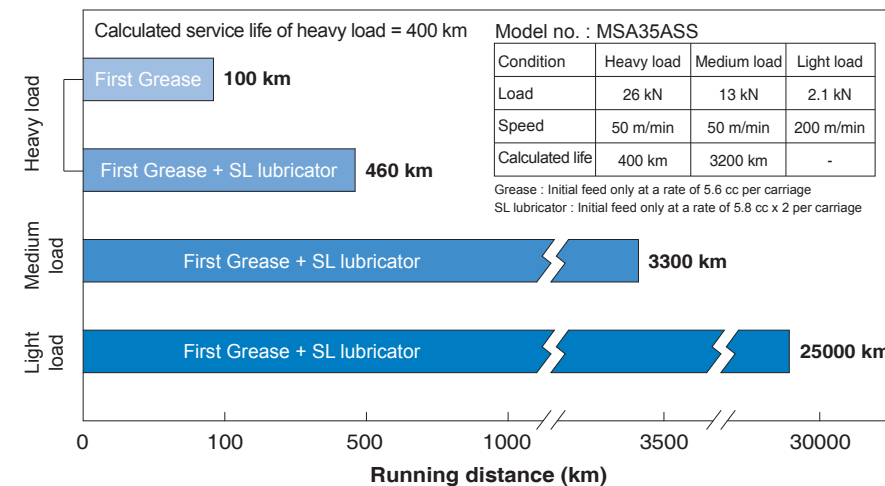 Calculated service life of heavy load = 400 km
Model no. : MSA35ASS
Condition Heavy load Medium load Light load
Load 26 kN 13 kN 2.1 kN
Speed 50 m/min 50 m/min 200 m/min
Calculated life 400 km 3200 km -
Grease : Initial feed only at a rate of 5.6 cc per carriage
SL lubricator : Initial feed only at a rate of 5.8 cc x 2 per carriage
Heavy load
First Grease 100 km
First Grease + SL lubricator 460 km
Medium
load
First Grease + SL lubricator 3300 km
Light
load
First Grease + SL lubricator 25000 km
0 100 500 1000 3500 30000
Running distance (km)